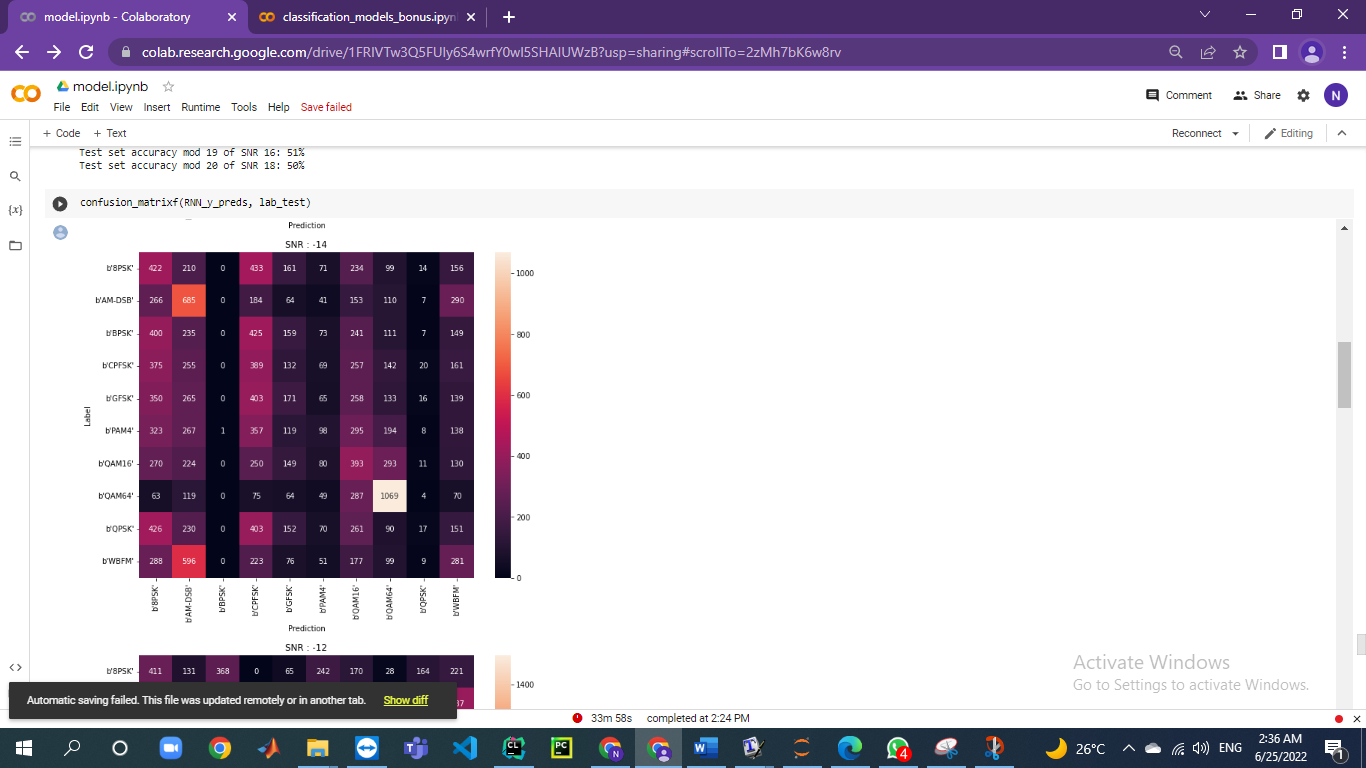 model.ipynb - Colaboratory
classification_models_bonus.ipyn
colab.research.google.com/drive/1FRIVTw3Q5FUIy6S4wrfY0wI5SHAIUWzB?usp=sharing#scrollTo=2zMh7bK6w8rv
model.ipynb
File Edit View Insert Runtime Tools Help Save failed
Comment Share N
+ Code + Text Reconnect Editing
Test set accuracy mod 19 of SNR 16: 51%
Test set accuracy mod 20 of SNR 18: 50%
{x}
confusion_matrixf(RNN_y_preds, lab_test)
Prediction
SNR : -14
b'8PSK' 422 210 0 433 161 71 234 99 14 156
b'AM-DSB' 266 685 0 184 64 41 153 110 7 290
b'BPSK' 400 235 0 425 159 73 241 111 7 149
b'CPFSK' 375 255 0 389 132 69 257 142 20 161
b'GFSK' 350 265 0 403 171 65 258 133 16 139
b'PAM4' 323 267 1 357 119 98 295 194 8 138
b'QAM16' 270 224 0 250 149 80 393 293 11 130
b'QAM64' 63 119 0 75 64 49 287 1069 4 70
b'QPSK' 426 230 0 403 152 70 261 90 17 151
b'WBFM' 288 596 0 223 76 51 177 99 9 281
Label
1000
800
600
400
200
0
b'8PSK' b'AM-DSB' b'BPSK' b'CPFSK' b'GFSK' b'PAM4' b'QAM16' b'QAM64' b'QPSK' b'WBFM'
Prediction
SNR : -12
b'8PSK' 411 131 368 0 65 242 170 28 164 221
1400
37
Activate Windows
Go to Settings to activate Windows.
Automatic saving failed. This file was updated remotely or in another tab. Show diff
33m 58s completed at 2:24 PM
26°C ENG
2:36 AM
6/25/2022
4
1